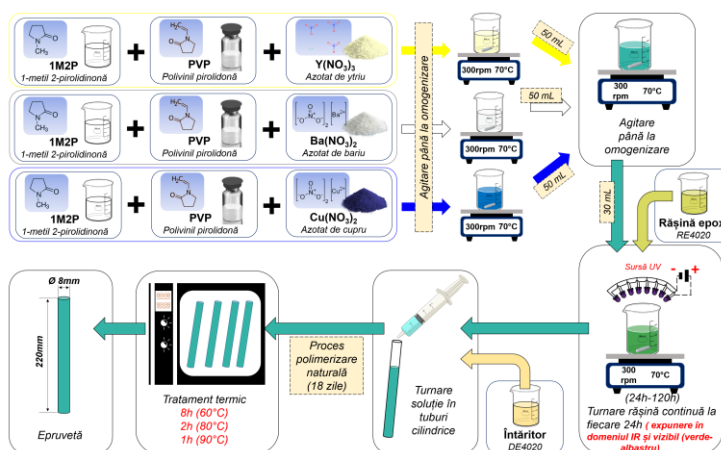 1M2P
1-metil 2-pirolidinonă
PVP
Polivinil pirolidonă
Y(NO3)3
Azotat de ytriu
1M2P
1-metil 2-pirolidinonă
PVP
Polivinil pirolidonă
Ba(NO3)2
Azotat de bariu
1M2P
1-metil 2-pirolidinonă
PVP
Polivinil pirolidonă
Cu(NO3)2
Azotat de cupru
Agitare până la omogenizare
300rpm 70°C
300rpm 70°C
300rpm 70°C
50 mL
50 mL
50 mL
300 rpm 70°C
Agitare
până la
omogenizare
30 mL
Rășină epox
RE4020
Sursă UV
- +
300 rpm 70°C
(24h-120h)
Turnare rășină continuă la
fiecare 24h ( expunere în
domeniul IR și vizibil (verde-
albastru)
Întăritor
DE4020
Turnare
soluție în
tuburi
cilindrice
Proces
polimerizare
naturală
(18 zile)
Tratament termic
8h (60°C)
2h (80°C)
1h (90°C)
Ø 8mm
220mm
Epruvetă